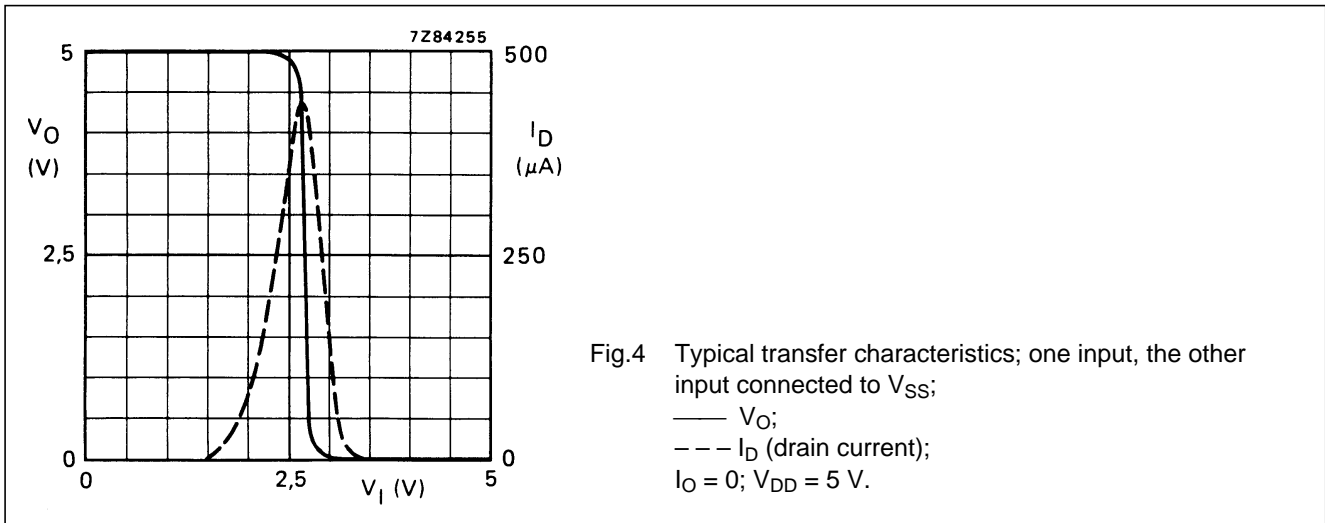 7Z84255
5
500
V_O
(V)
I_D
(μA)
2,5
250
0
0
0
2,5
5
V_I (V)
Fig.4 Typical transfer characteristics; one input, the other
input connected to V_SS;
—— V_O;
– – – I_D (drain current);
I_O = 0; V_DD = 5 V.